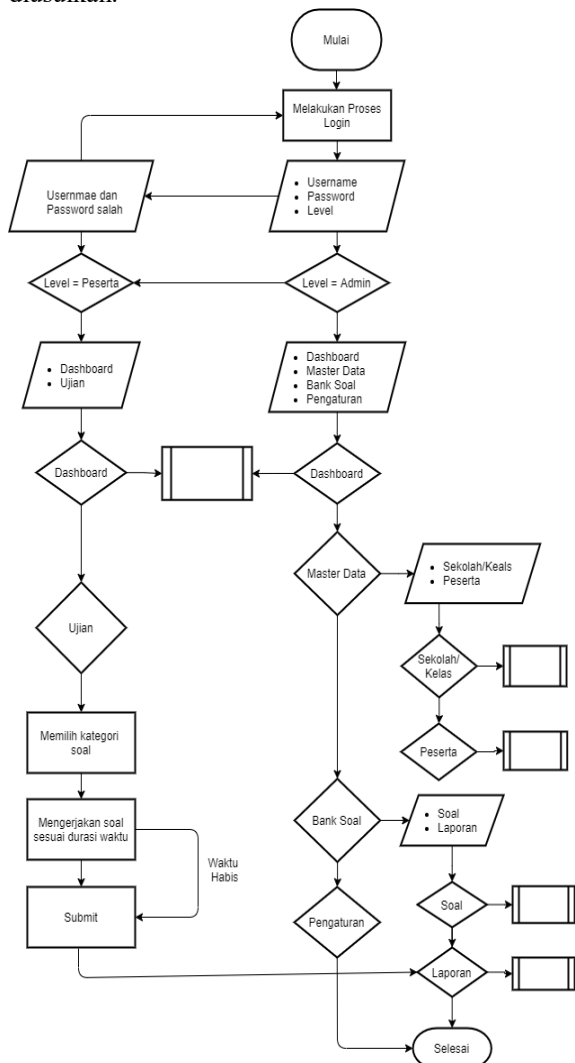 diusulkan.
Mulai
Melakukan Proses
Login
Usernmae dan
Password salah
• Username
• Password
• Level
Level = Peserta
Level = Admin
• Dashboard
• Ujian
• Dashboard
• Master Data
• Bank Soal
• Pengaturan
Dashboard
Dashboard
Master Data
• Sekolah/Keals
• Peserta
Ujian
Sekolah/
Kelas
Peserta
Memilih kategori
soal
Mengerjakan soal
sesuai durasi waktu
Waktu
Habis
Submit
Bank Soal
• Soal
• Laporan
Soal
Pengaturan
Laporan
Selesai